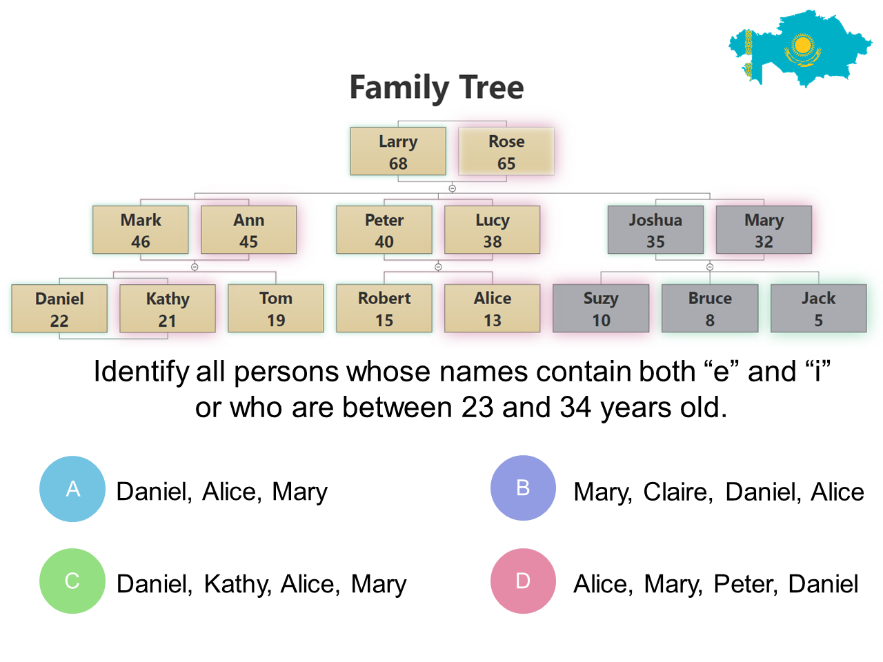 Family Tree
Larry Rose
68 65
Mark Ann Peter Lucy Joshua Mary
46 45 40 38 35 32
Daniel Kathy Tom Robert Alice Suzy Bruce Jack
22 21 19 15 13 10 8 5
Identify all persons whose names contain both “e” and “i”
or who are between 23 and 34 years old.
A Daniel, Alice, Mary
B Mary, Claire, Daniel, Alice
C Daniel, Kathy, Alice, Mary
D Alice, Mary, Peter, Daniel